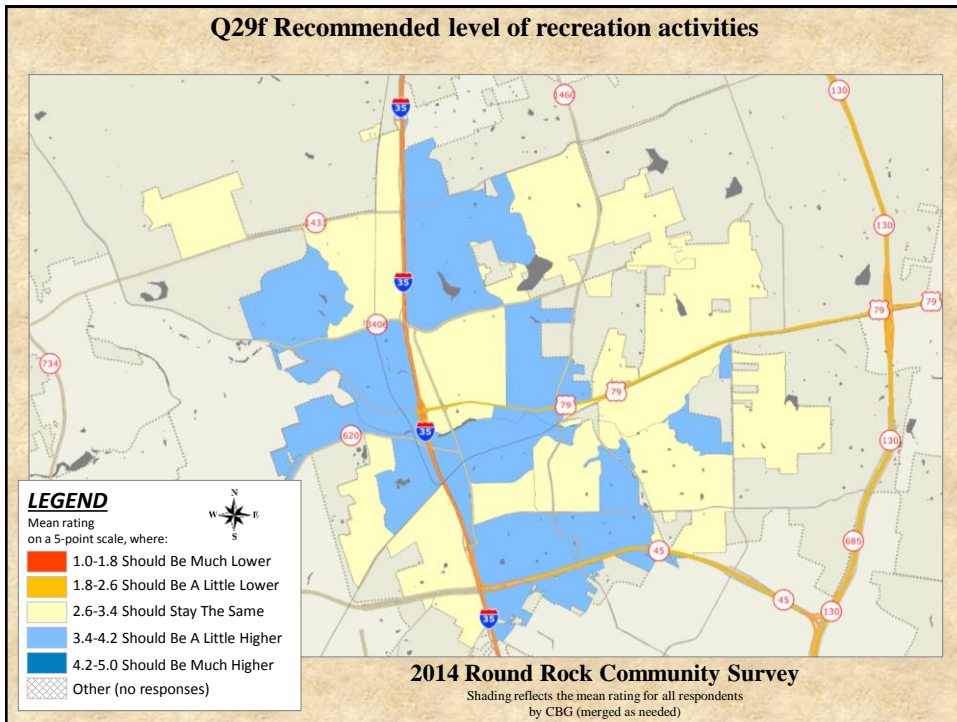 Q29f Recommended level of recreation activities
35
1460
130
1431
130
35
79
79
3406
734
79
79
35
620
130
45
685
45
130
35
LEGEND
N
W E
S
Mean rating
on a 5-point scale, where:
1.0-1.8 Should Be Much Lower
1.8-2.6 Should Be A Little Lower
2.6-3.4 Should Stay The Same
3.4-4.2 Should Be A Little Higher
4.2-5.0 Should Be Much Higher
Other (no responses)
2014 Round Rock Community Survey
Shading reflects the mean rating for all respondents
by CBG (merged as needed)